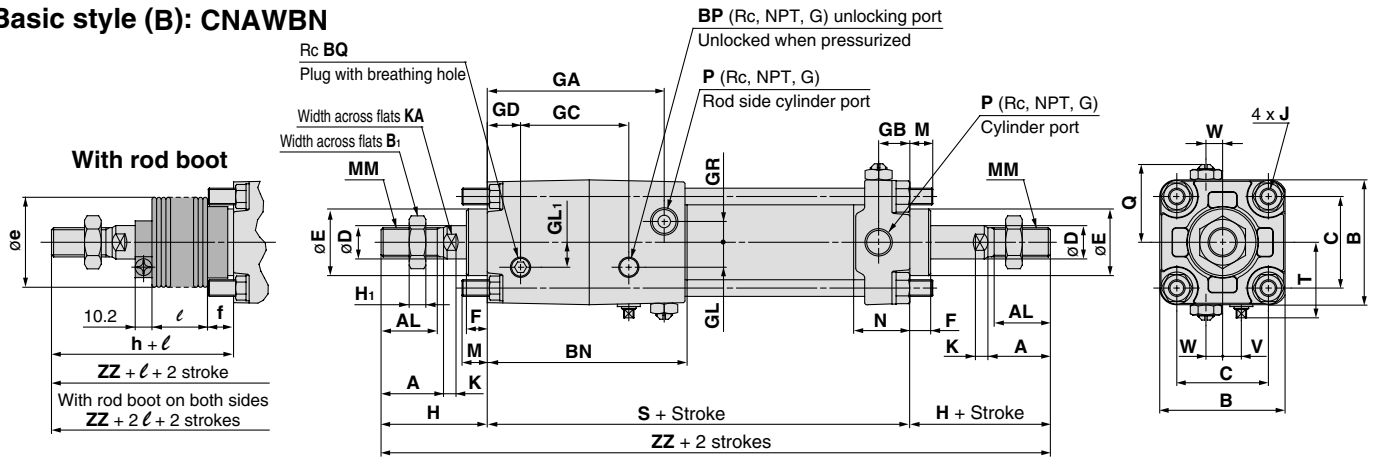 Basic style (B): CNAWBN
BP (Rc, NPT, G) unlocking port
Unlocked when pressurized
Rc BQ
Plug with breathing hole
GA
P (Rc, NPT, G)
Rod side cylinder port
P (Rc, NPT, G)
Cylinder port
GD
GC
GB
M
W
4 x J
Width across flats KA
Width across flats B1
With rod boot
MM
GR
MM
Q
øe
øE
øD
GL1
øD
øE
C
B
T
H1
10.2
ℓ
f
AL
F
GL
N
F
AL
h + ℓ
M
BN
K
A
W
V
ZZ + ℓ + 2 stroke
A
K
C
With rod boot on both sides
H
S + Stroke
H + Stroke
B
ZZ + 2 ℓ + 2 strokes
ZZ + 2 strokes